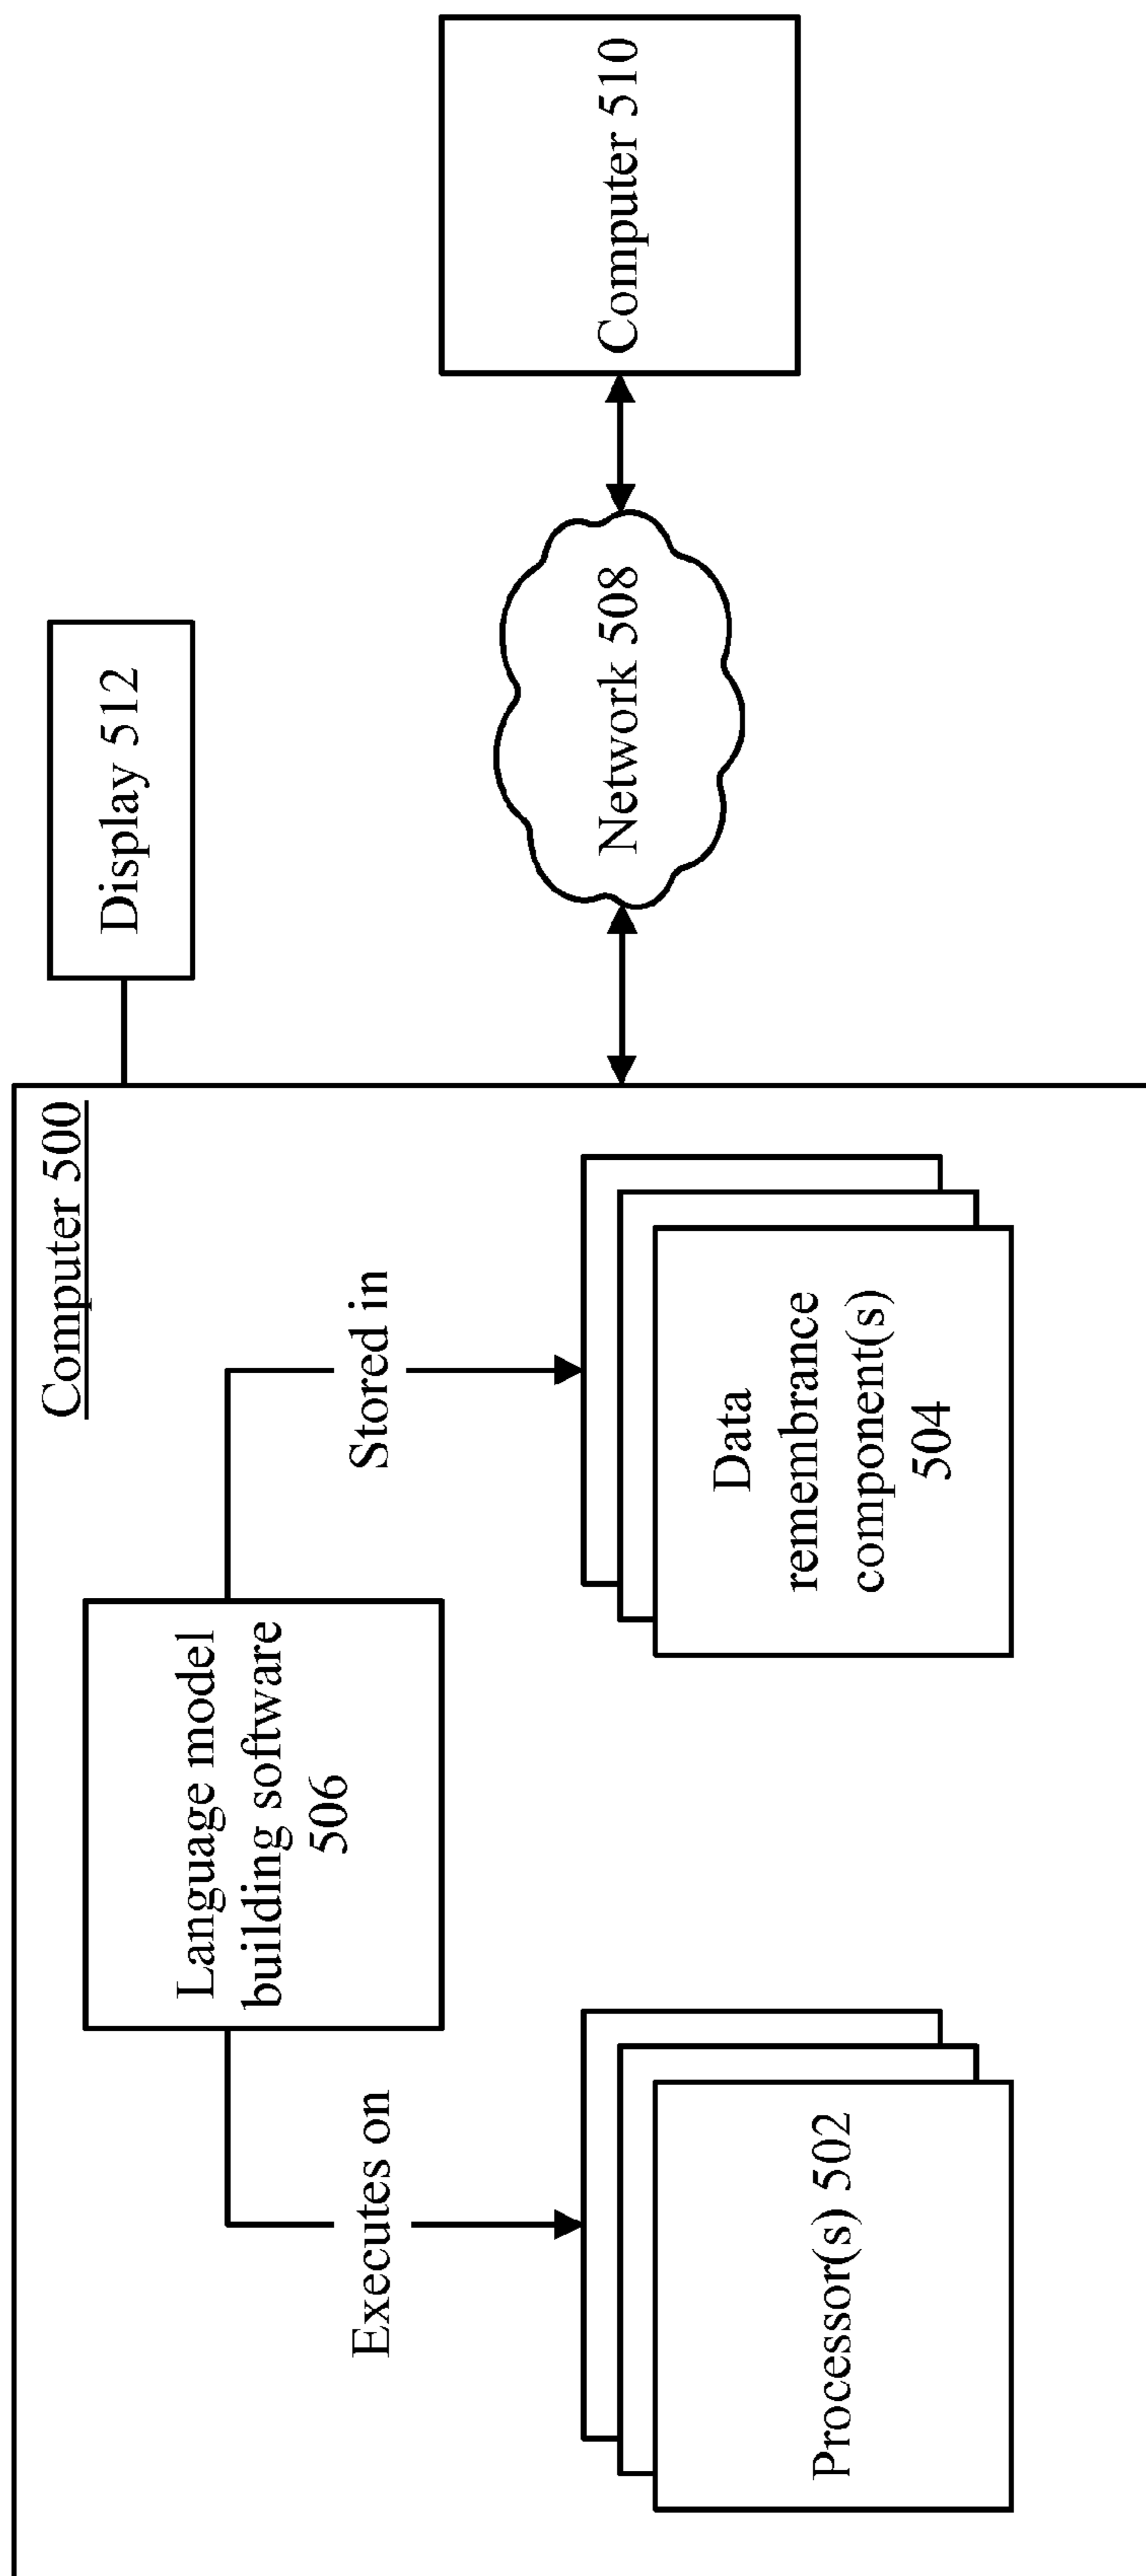 Computer 500
Language model
building software
506
Executes on
Stored in
Processor(s) 502
Data
remembrance
component(s)
504
Display 512
Network 508
Computer 510